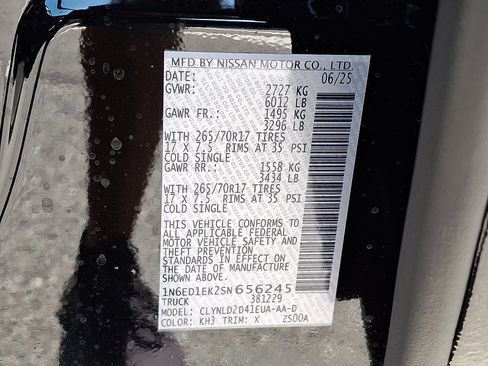 MFD BY NISSAN MOTOR CO., LTD.
DATE: 06/25
GVWR: 2727 KG
6012 LB
GAWR FR.: 1495 KG
3296 LB
WITH 265/70R17 TIRES
17 X 7.5 RIMS AT 35 PSI
COLD SINGLE
GAWR RR.: 1558 KG
3434 LB
WITH 265/70R17 TIRES
17 X 7.5 RIMS AT 35 PSI
COLD SINGLE
THIS VEHICLE CONFORMS TO
ALL APPLICABLE FEDERAL
MOTOR VEHICLE SAFETY AND
THEFT PREVENTION
STANDARDS IN EFFECT ON
THE DATE OF MANUFACTURE
SHOWN ABOVE.
1N6ED1EK2SN656245
TRUCK 381229
MODEL: CLYNLD2D41EUA-AA-D
COLOR: KH3 TRIM: X ZS00A